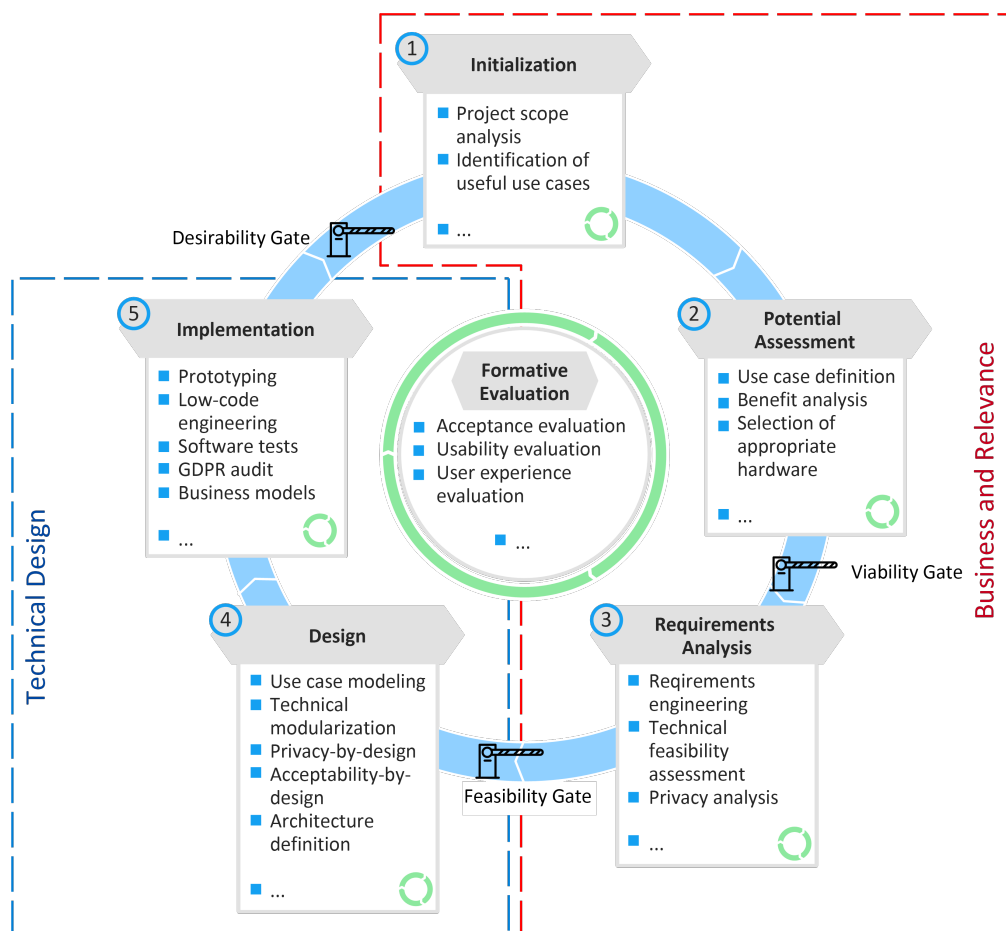 1
Initialization
Project scope
analysis
Identification of
useful use cases
...
Desirability Gate
5
Implementation
Prototyping
Low-code
engineering
Software tests
GDPR audit
Business models
...
Formative
Evaluation
Acceptance evaluation
Usability evaluation
User experience
evaluation
...
2
Potential
Assessment
Use case definition
Benefit analysis
Selection of
appropriate
hardware
...
Business and Relevance
Viability Gate
Technical Design
4
Design
Use case modeling
Technical
modularization
Privacy-by-design
Acceptability-by-
design
Architecture
definition
...
Feasibility Gate
3
Requirements
Analysis
Reqirements
engineering
Technical
feasibility
assessment
Privacy analysis
...